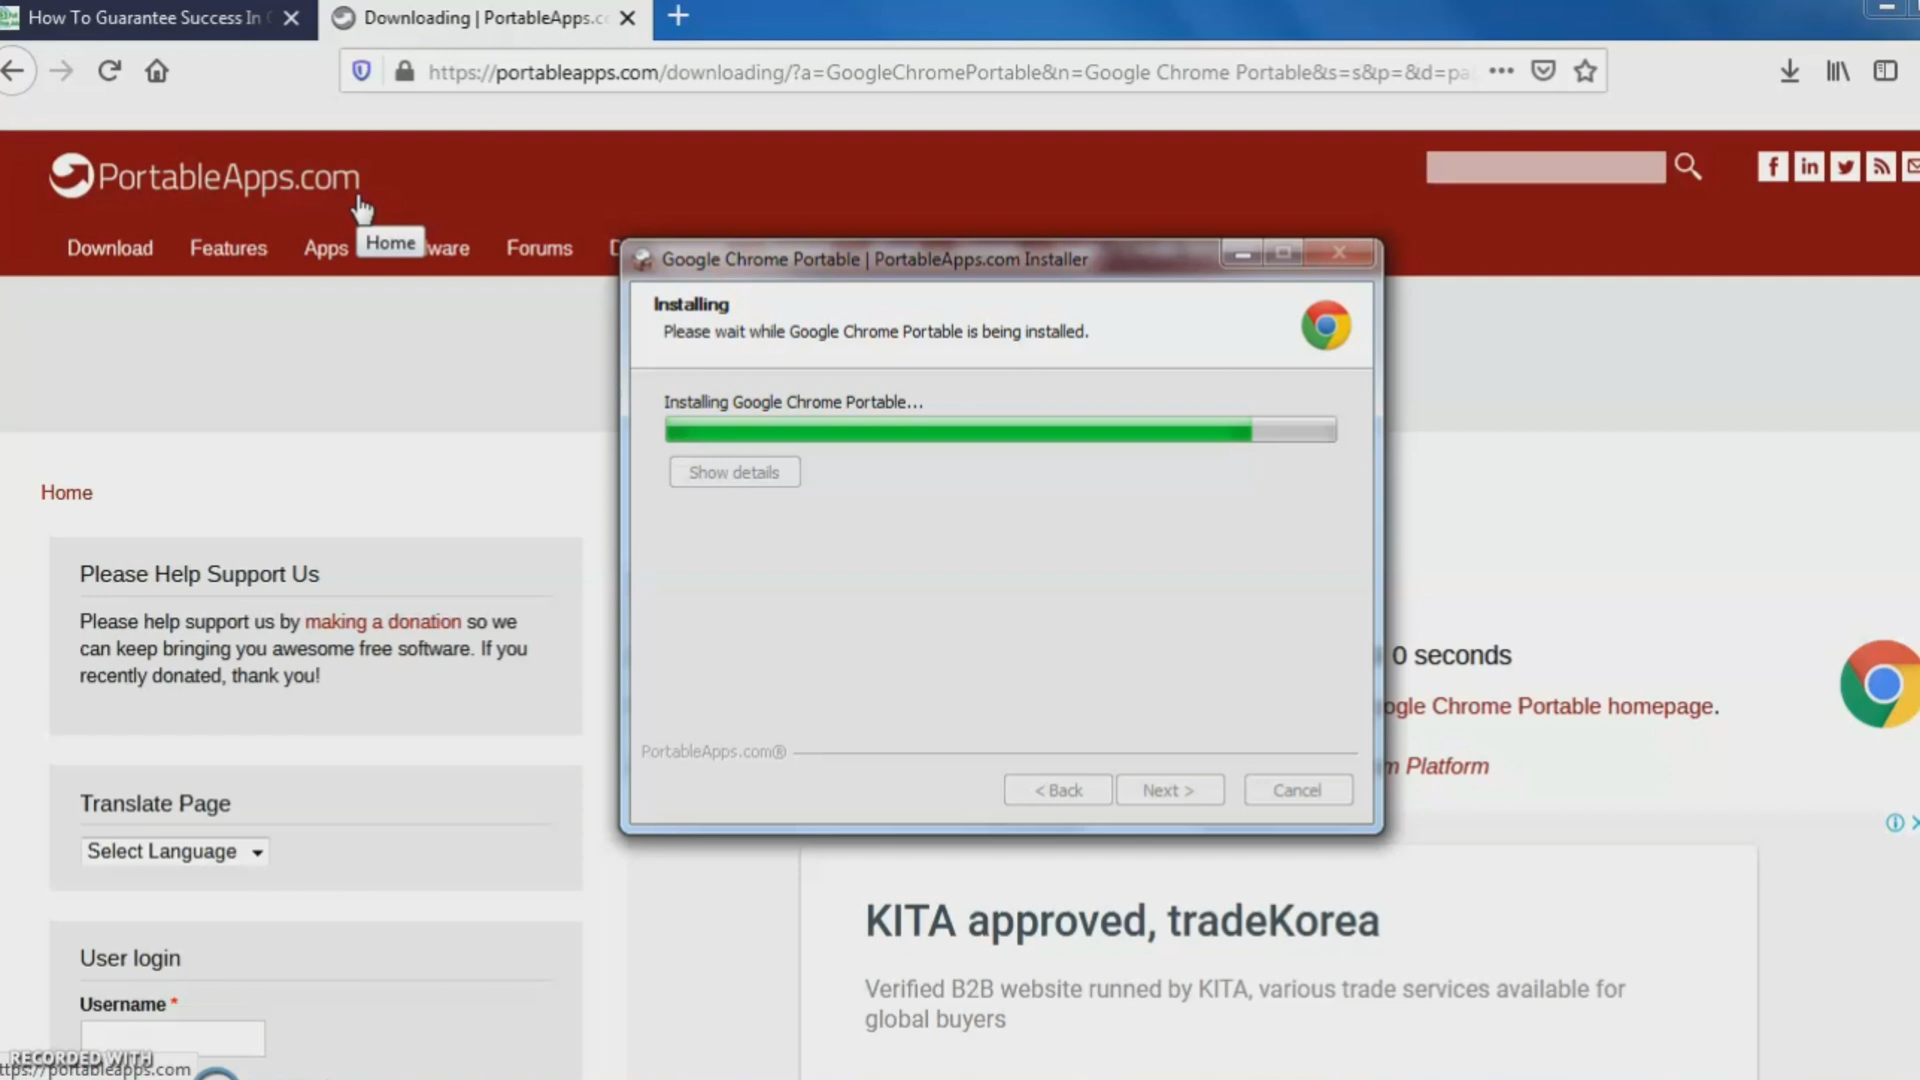 How To Guarantee Success In
Downloading | PortableApps.c
https://portableapps.com/downloading/?a=GoogleChromePortable&n=Google Chrome Portable&s=s&p=&d=pa
PortableApps.com
Download Features Apps ware Forums
Home
Google Chrome Portable | PortableApps.com Installer
Installing
Please wait while Google Chrome Portable is being installed.
Installing Google Chrome Portable...
Show details
Home
Please Help Support Us
Please help support us by making a donation so we
can keep bringing you awesome free software. If you
recently donated, thank you!
0 seconds
ogle Chrome Portable homepage.
m Platform
PortableApps.com®
< Back Next > Cancel
Translate Page
Select Language
KITA approved, tradeKorea
Verified B2B website runned by KITA, various trade services available for
global buyers
User login
Username *
RECORDED WITH
ttps://portableapps.com